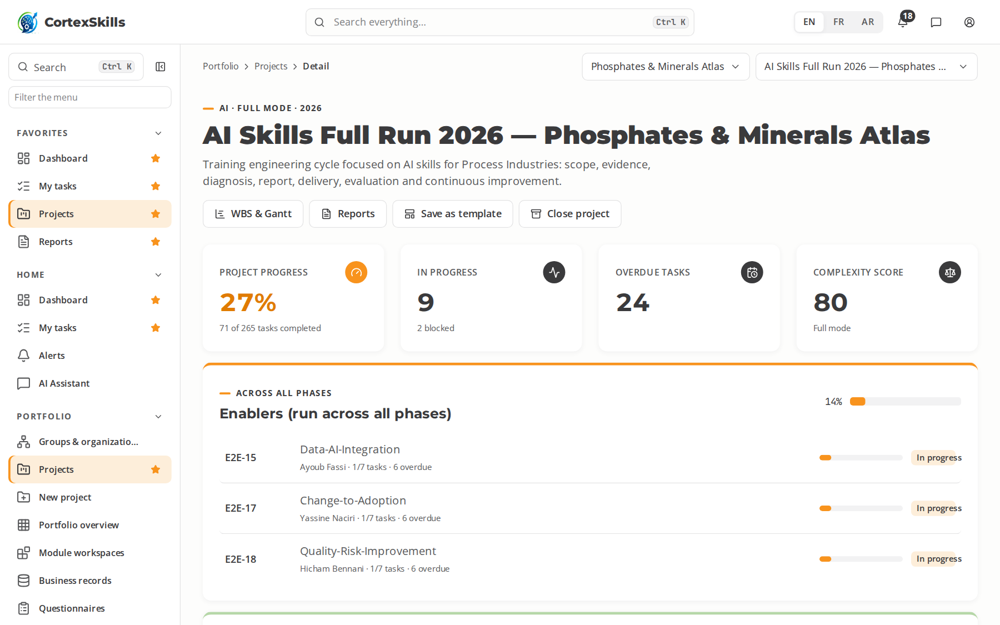 CortexSkills
Search everything...
Ctrl K
EN FR AR
18
Search
Ctrl K
Filter the menu
FAVORITES
Dashboard
My tasks
Projects
Reports
HOME
Dashboard
My tasks
Alerts
AI Assistant
PORTFOLIO
Groups & organizatio...
Projects
New project
Portfolio overview
Module workspaces
Business records
Questionnaires
Portfolio > Projects > Detail
Phosphates & Minerals Atlas
AI Skills Full Run 2026 — Phosphates ...
AI · FULL MODE · 2026
AI Skills Full Run 2026 — Phosphates & Minerals Atlas
Training engineering cycle focused on AI skills for Process Industries: scope, evidence,
diagnosis, report, delivery, evaluation and continuous improvement.
WBS & Gantt
Reports
Save as template
Close project
PROJECT PROGRESS
27%
71 of 265 tasks completed
IN PROGRESS
9
2 blocked
OVERDUE TASKS
24
COMPLEXITY SCORE
80
Full mode
ACROSS ALL PHASES
Enablers (run across all phases)
14%
E2E-15
Data-AI-Integration
Ayoub Fassi · 1/7 tasks · 6 overdue
In progress
E2E-17
Change-to-Adoption
Yassine Naciri · 1/7 tasks · 6 overdue
In progress
E2E-18
Quality-Risk-Improvement
Hicham Bennani · 1/7 tasks · 6 overdue
In progress